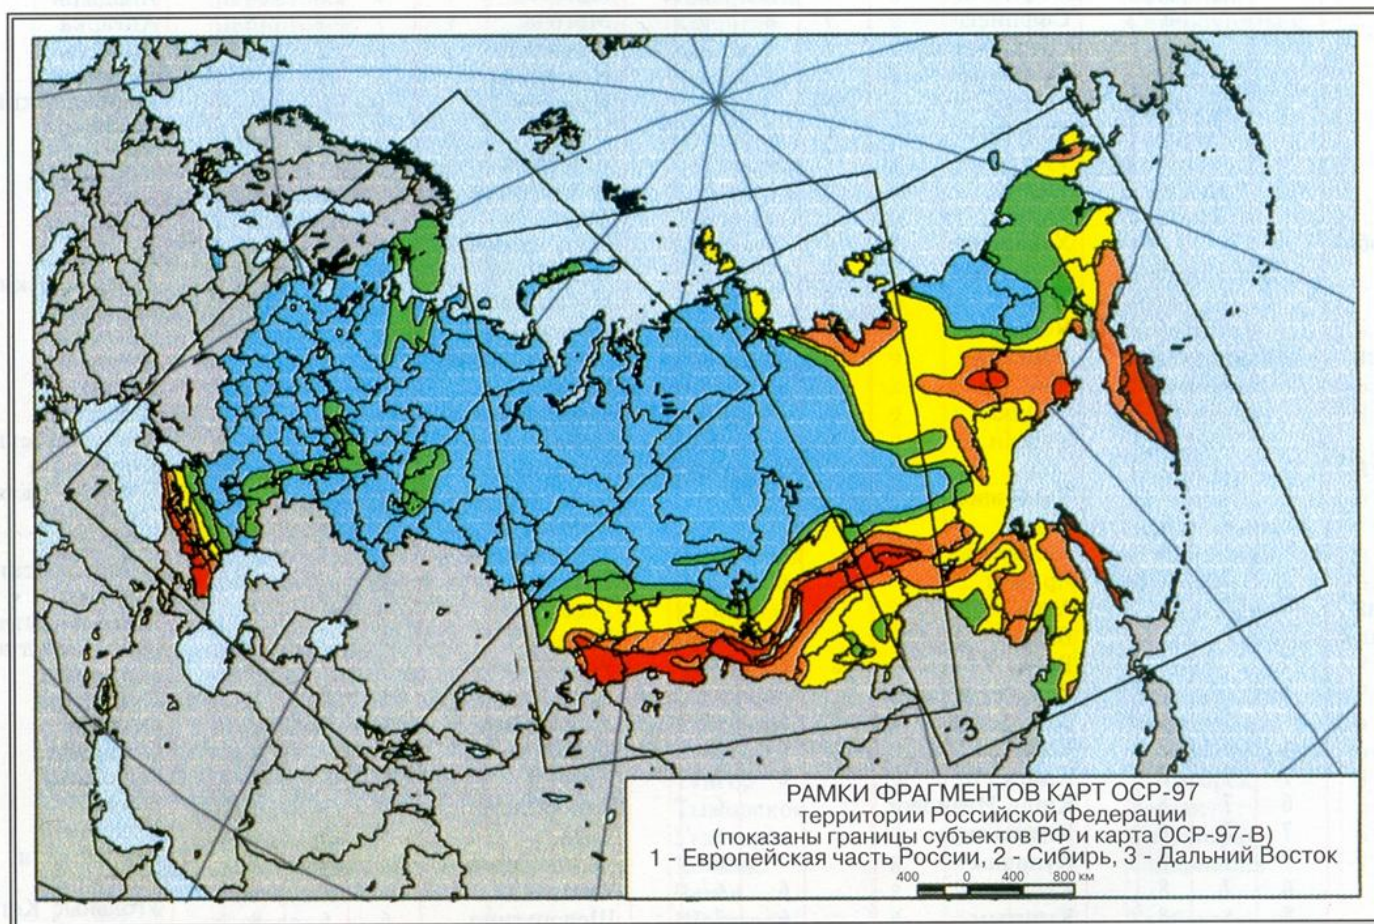 1
2
3
РАМКИ ФРАГМЕНТОВ КАРТ ОСР-97
территории Российской Федерации
(показаны границы субъектов РФ и карта ОСР-97-В)
1 - Европейская часть России, 2 - Сибирь, 3 - Дальний Восток
400 0 400 800 км